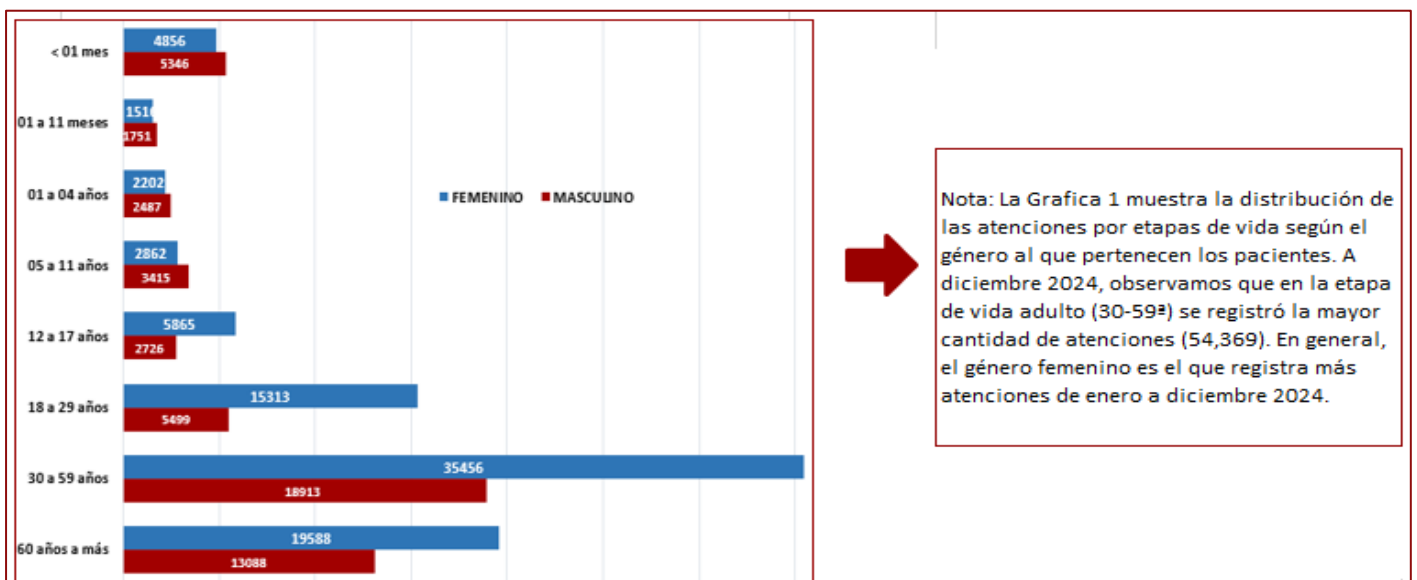 < 01 mes
4856
5346
01 a 11 meses
1751
01 a 04 años
2202
2487
05 a 11 años
2862
3415
12 a 17 años
5865
2726
18 a 29 años
15313
5499
30 a 59 años
35456
18913
60 años a más
19588
13088
FEMENINO MASCULINO
Nota: La Grafica 1 muestra la distribución de
las atenciones por etapas de vida según el
género al que pertenecen los pacientes. A
diciembre 2024, observamos que en la etapa
de vida adulto (30-59ª) se registró la mayor
cantidad de atenciones (54,369). En general,
el género femenino es el que registra más
atenciones de enero a diciembre 2024.